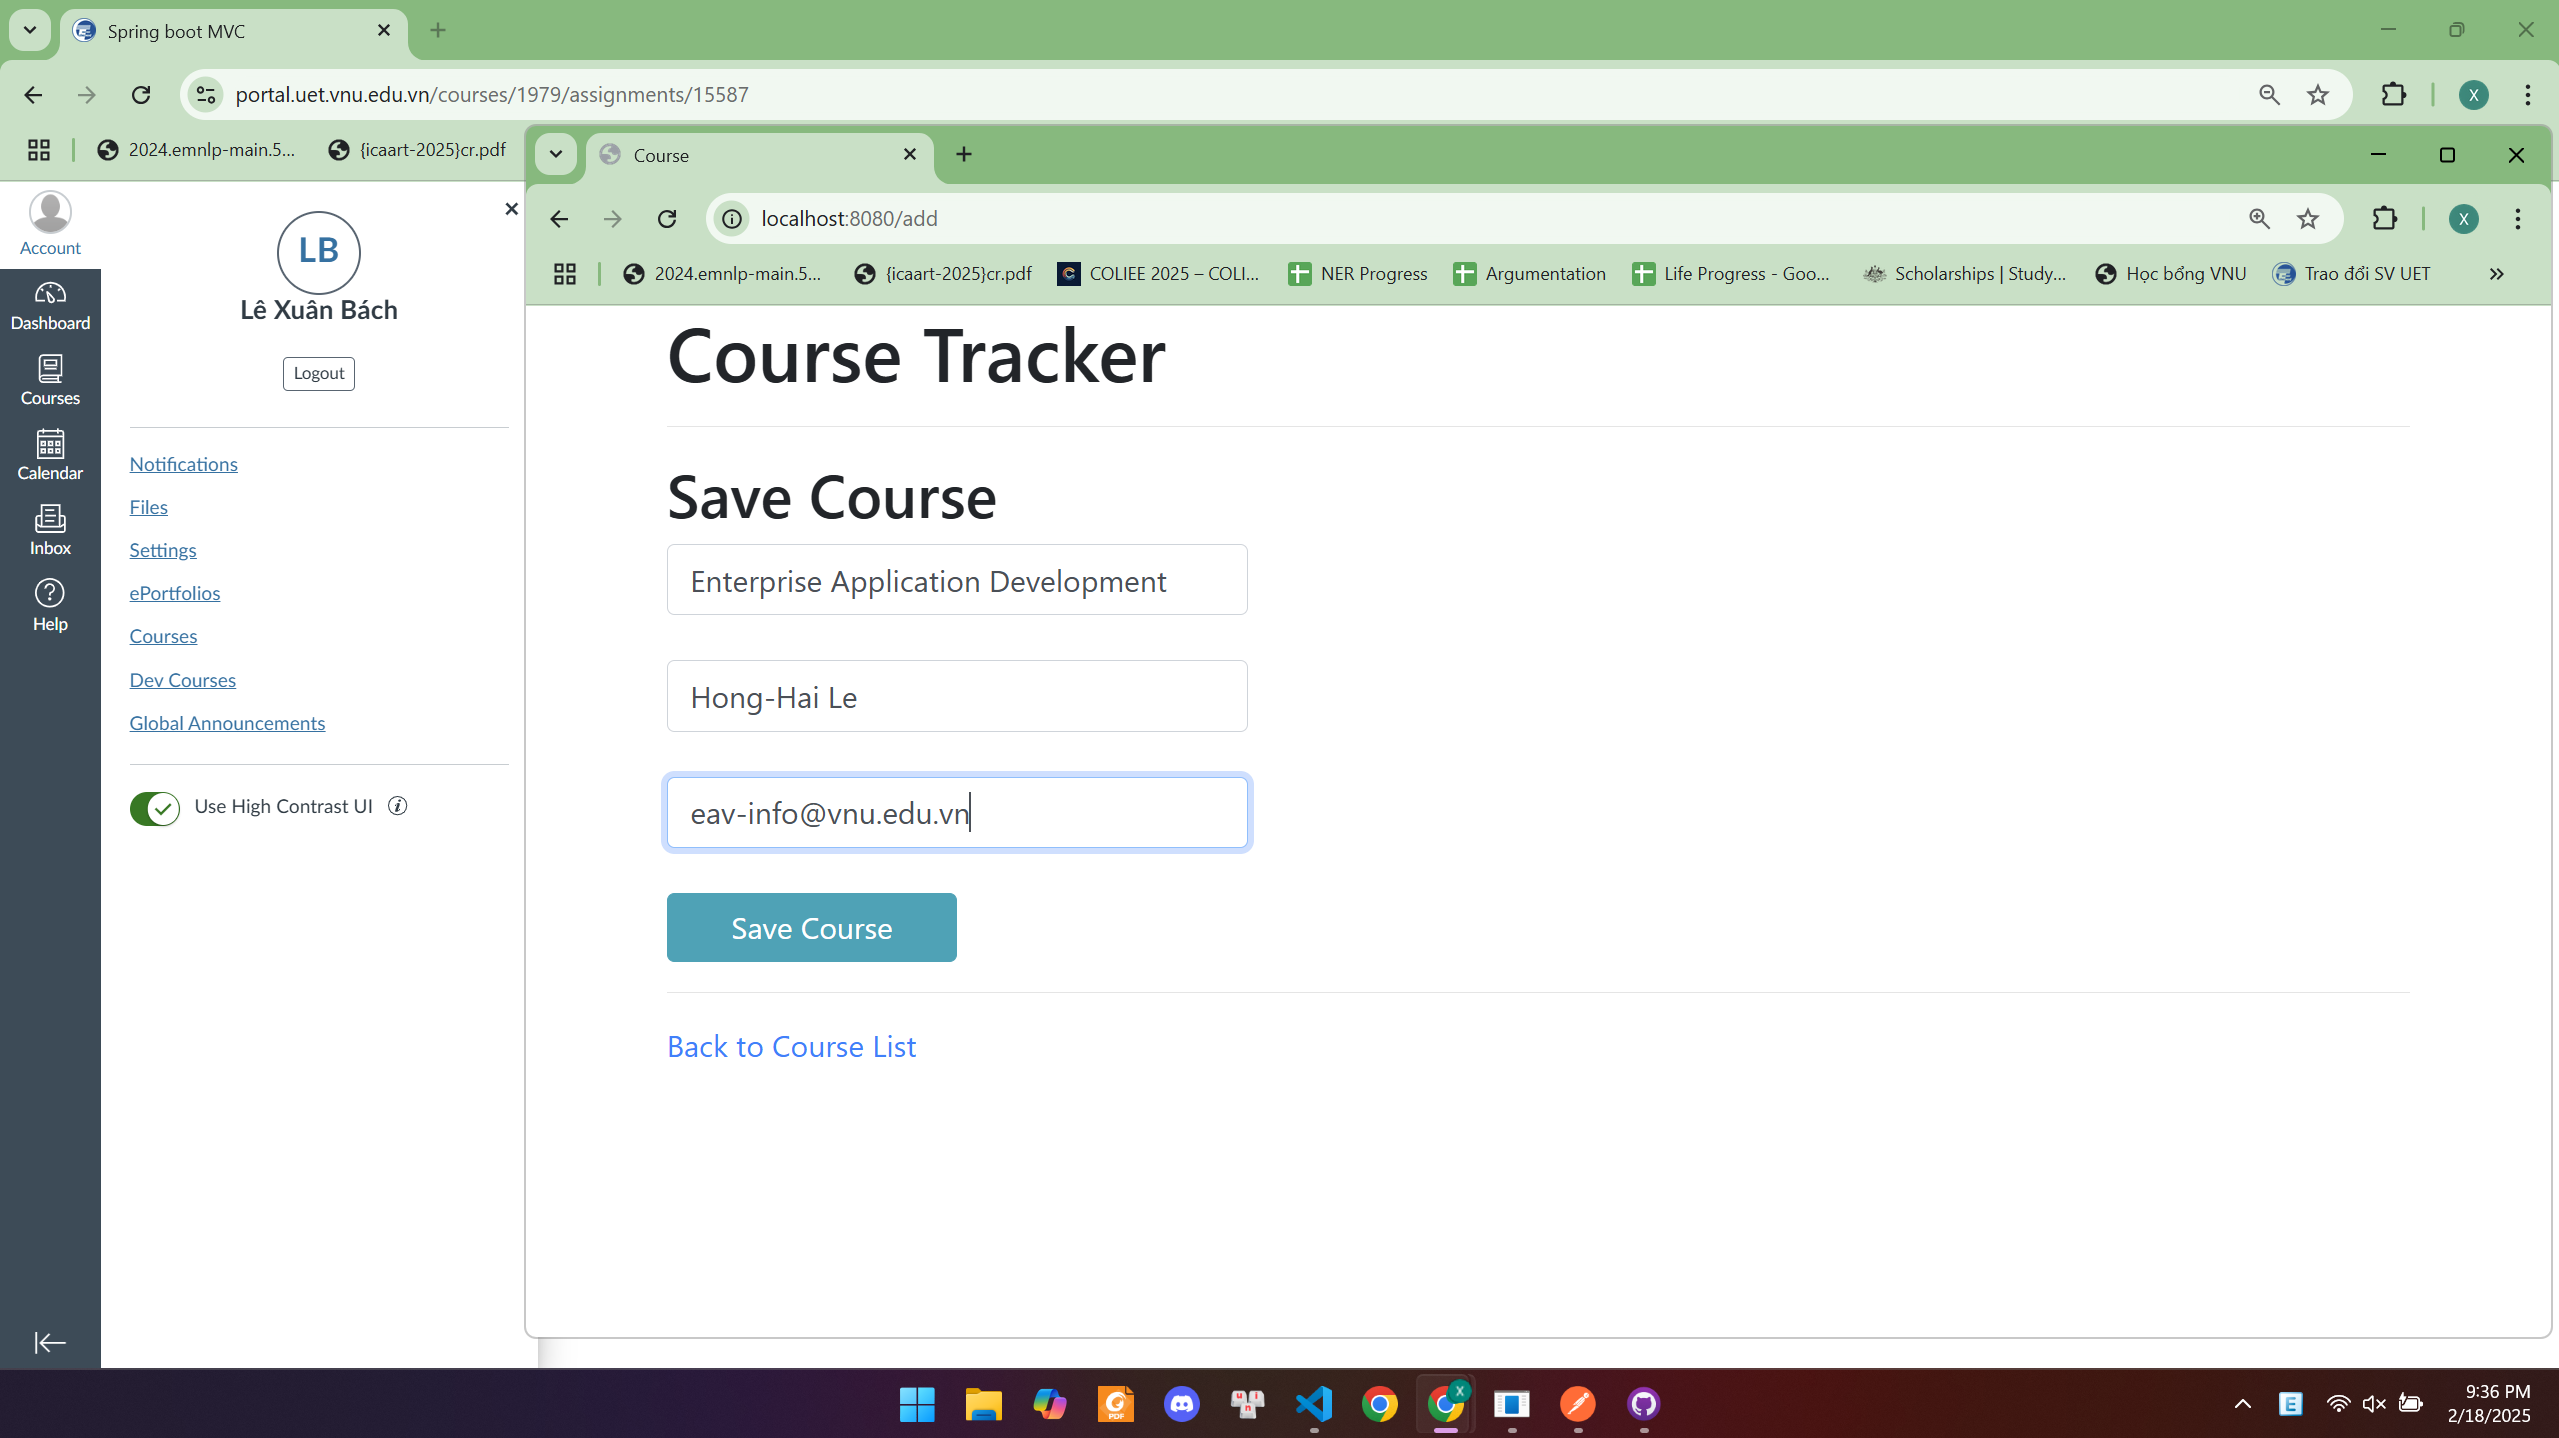 Spring boot MVC
portal.uet.vnu.edu.vn/courses/1979/assignments/15587
X
2024.emnlp-main.5...
{icaart-2025}cr.pdf
Course
localhost:8080/add
X
2024.emnlp-main.5...
{icaart-2025}cr.pdf
COLIEE 2025 – COLI...
NER Progress
Argumentation
Life Progress - Goo...
Scholarships | Study...
Học bổng VNU
Trao đổi SV UET
Account
Dashboard
Courses
Calendar
Inbox
Help
LB
Lê Xuân Bách
Logout
Notifications
Files
Settings
ePortfolios
Courses
Dev Courses
Global Announcements
Use High Contrast UI
Course Tracker
Save Course
Enterprise Application Development
Hong-Hai Le
eav-info@vnu.edu.vn
Save Course
Back to Course List
PDF
X
E
9:36 PM
2/18/2025